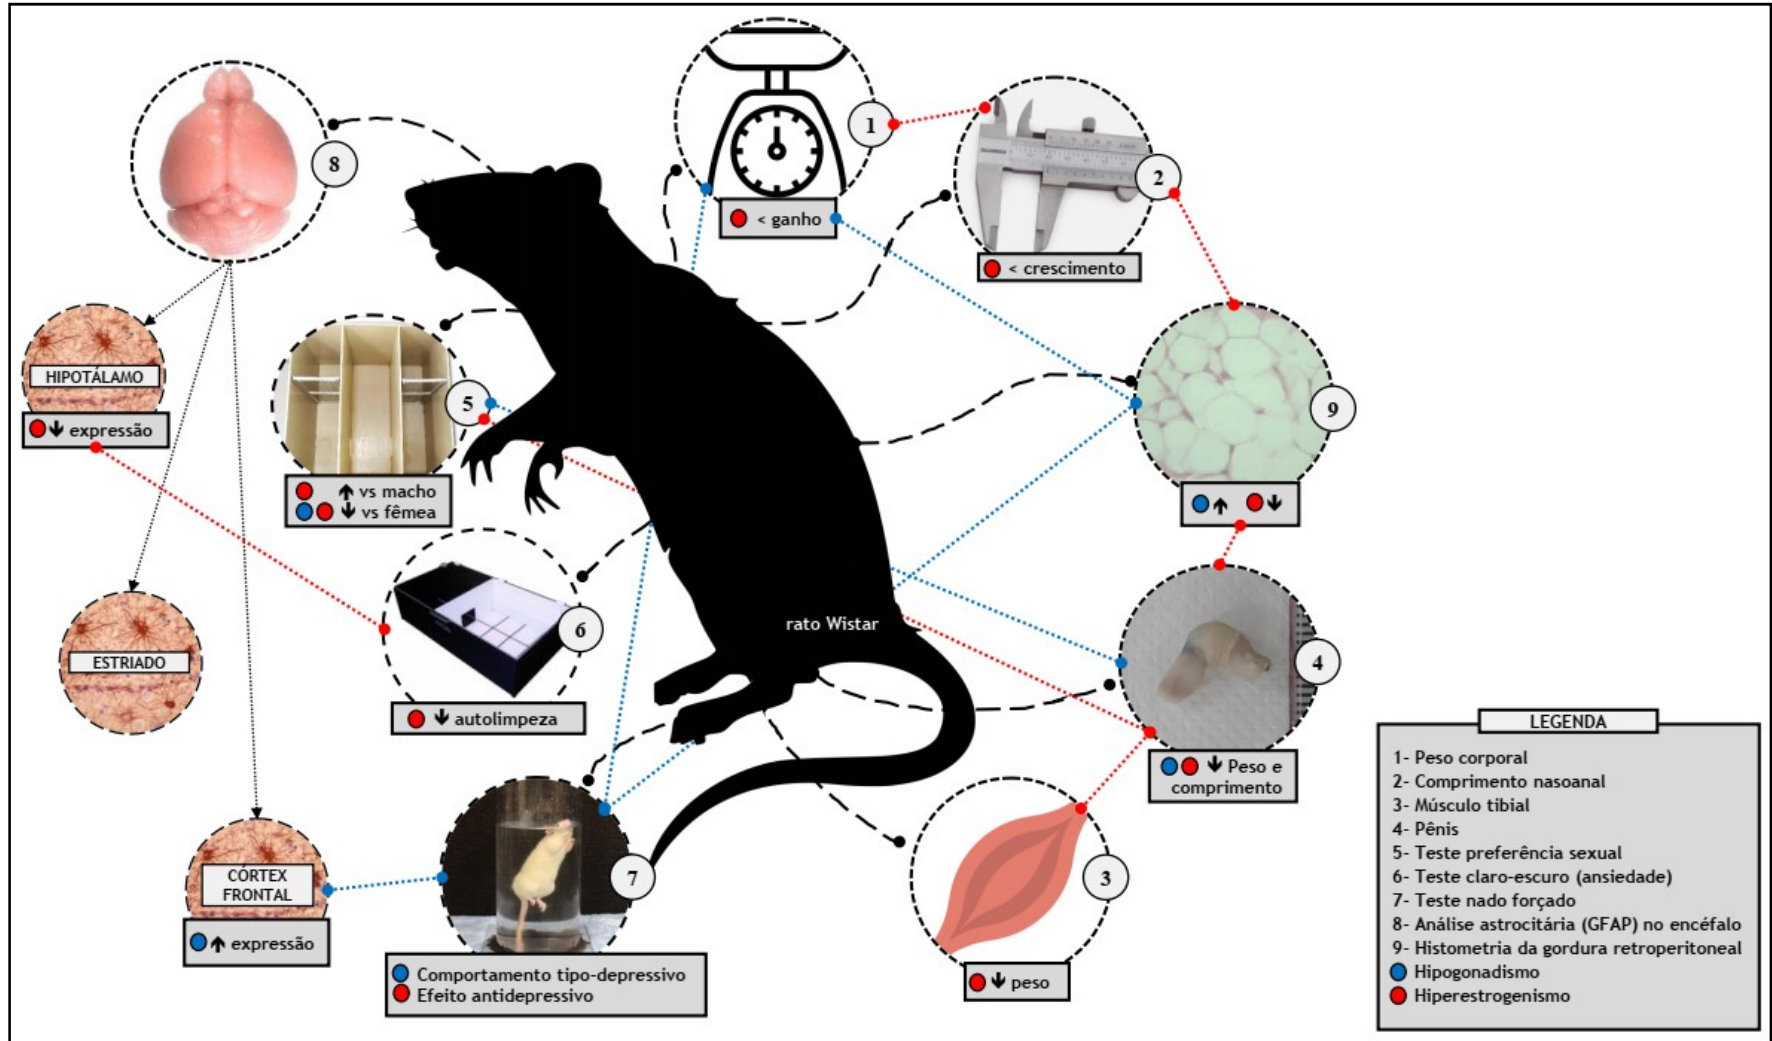 8
1
< ganho
2
< crescimento
HIPOTÁLAMO
↓ expressão
5
↑ vs macho
↓ vs fêmea
9
↑ ↓
6
↓ autolimpeza
rato Wistar
ESTRIADO
4
↓ Peso e
comprimento
CÓRTEX
FRONTAL
↑ expressão
7
Comportamento tipo-depressivo
Efeito antidepressivo
3
↓ peso
LEGENDA
1- Peso corporal
2- Comprimento nasoanal
3- Músculo tibial
4- Pênis
5- Teste preferência sexual
6- Teste claro-escuro (ansiedade)
7- Teste nado forçado
8- Análise astrocitária (GFAP) no encéfalo
9- Histometria da gordura retroperitoneal
Hipogonadismo
Hiperestrogenismo